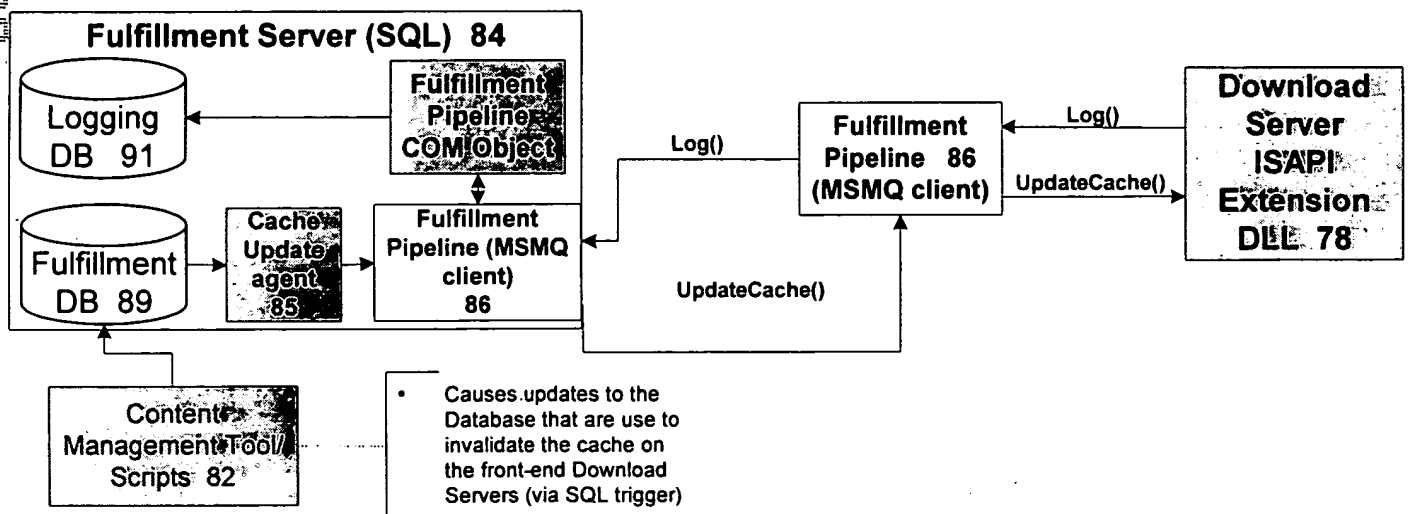 Fulfillment Server (SQL) 84
Logging
DB 91
Fulfillment
Pipeline
COM Object
Fulfillment
DB 89
Cache
Update
agent
85
Fulfillment
Pipeline (MSMQ
client)
86
Log()
UpdateCache()
Fulfillment
Pipeline 86
(MSMQ client)
Log()
UpdateCache()
Download
Server
ISAPI
Extension
DLL 78
Content
Management Tool/
Scripts 82
• Causes updates to the
Database that are use to
invalidate the cache on
the front-end Download
Servers (via SQL trigger)